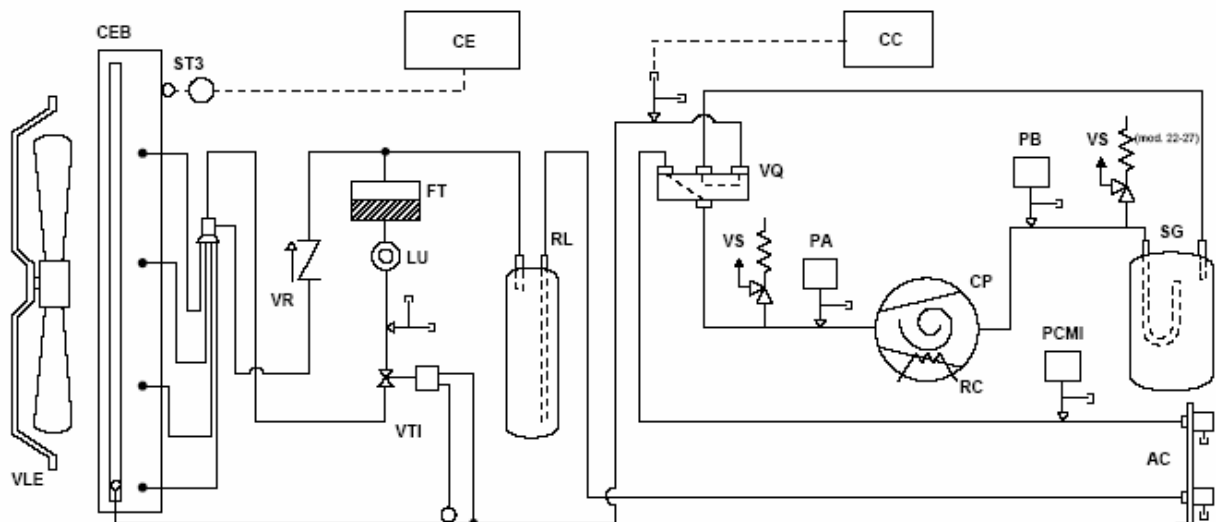 CEB
CE
CC
ST3
PB
VS
(mod. 22-27)
VQ
FT
RL
VS
PA
SG
LU
CP
VR
PCMI
RC
VTI
AC
VLE